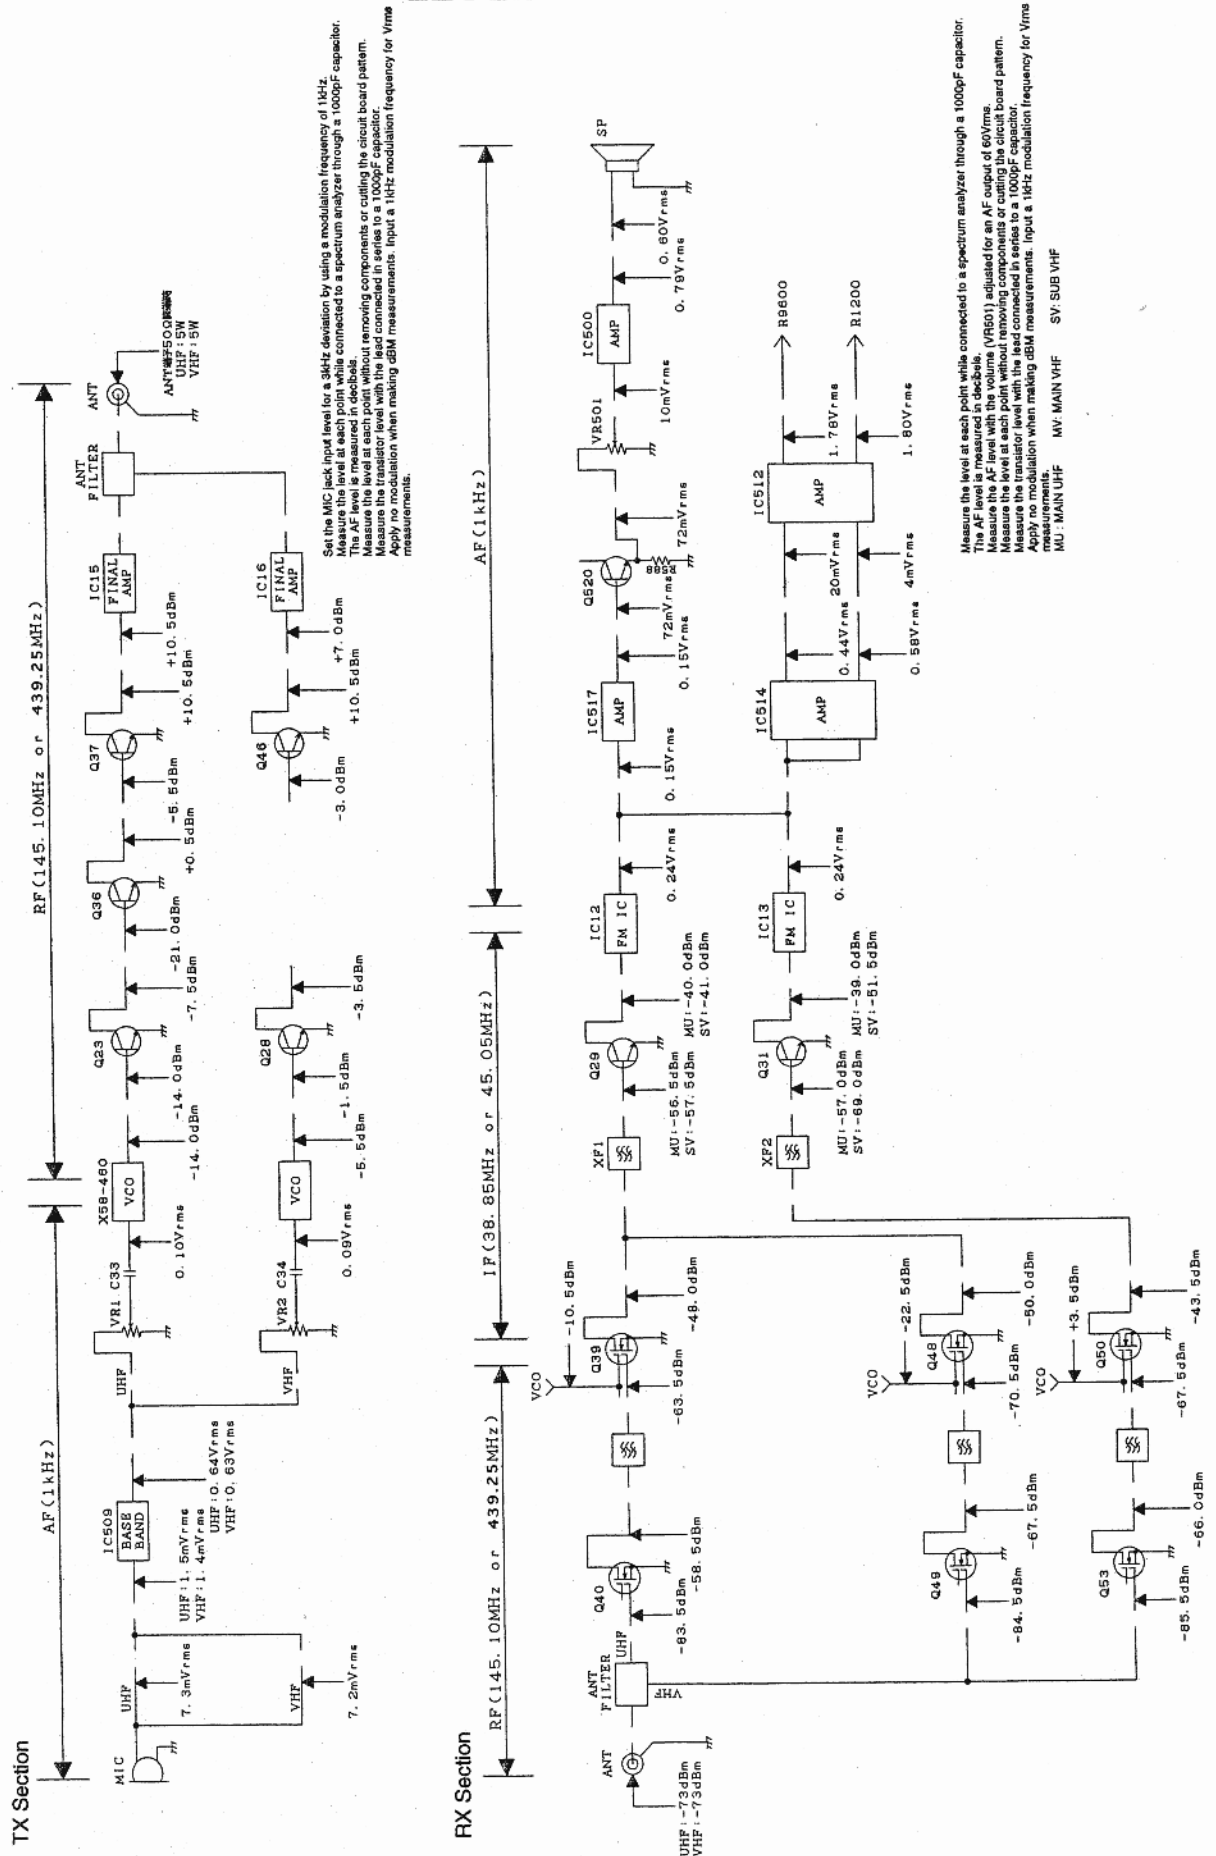 TX Section
AF(1kHz)
RF(145.10MHz or 439.25MHz)
MIC
UHF
7.3mVrms
VHF
7.2mVrms
UHF:1.5mVrms
VHF:1.4mVrms
IC509
BASE
BAND
UHF:0.64Vrms
VHF:0.63Vrms
UHF
VR1 C33
0.10Vrms
X58-460
VCO
-14.0dBm
-14.0dBm
Q23
-7.5dBm
-21.0dBm
Q36
+0.5dBm
-5.5dBm
Q37
+10.5dBm
+10.5dBm
IC15
FINAL
AMP
ANT
FILTER
ANT
UHF:5W
VHF:5W
VHF
VR2 C34
0.09Vrms
VCO
-5.5dBm
-1.5dBm
Q28
-3.5dBm
-3.0dBm
Q46
+10.5dBm
+7.0dBm
IC16
FINAL
AMP
Set the MIC jack input level for a 3kHz deviation by using a modulation frequency of 1kHz.
Measure the level at each point while connected to a spectrum analyzer through a 1000pF capacitor.
The AF level is measured in decibels.
Measure the level at each point without removing components or cutting the circuit board pattern.
Measure the transistor level with the lead connected in series to a 1000pF capacitor.
Apply no modulation when making dBM measurements. Input a 1kHz modulation frequency for Vrms
measurements.
RX Section
RF(145.10MHz or 439.25MHz)
IF(38.85MHz or 45.05MHz)
AF(1kHz)
ANT
UHF:-73dBm
VHF:-73dBm
ANT
FILTER
UHF
VHF
-83.5dBm
Q40
-58.5dBm
-63.5dBm
VCO
-10.5dBm
Q39
-48.0dBm
XF1
MU:-56.5dBm
SV:-57.5dBm
Q29
MU:-40.0dBm
SV:-41.0dBm
IC12
FM IC
0.24Vrms
0.15Vrms
IC517
AMP
0.15Vrms
72mVrms
Q520
R588
72mVrms
VR501
10mVrms
IC500
AMP
0.79Vrms
0.60Vrms
SP
XF2
MU:-57.0dBm
SV:-69.0dBm
Q31
MU:-39.0dBm
SV:-51.5dBm
IC13
FM IC
0.24Vrms
IC514
AMP
0.44Vrms
0.58Vrms
20mVrms
4mVrms
IC512
AMP
1.78Vrms
1.80Vrms
R9600
R1200
-84.5dBm
Q49
-67.5dBm
-70.5dBm
VCO
-22.5dBm
Q48
-50.0dBm
-85.5dBm
Q53
-66.0dBm
-67.5dBm
VCO
+3.5dBm
Q50
-43.5dBm
Measure the level at each point while connected to a spectrum analyzer through a 1000pF capacitor.
The AF level is measured in decibels.
Measure the AF level with the volume (VR501) adjusted for an AF output of 60Vrms.
Measure the level at each point without removing components or cutting the circuit board pattern.
Measure the transistor level with the lead connected in series to a 1000pF capacitor.
Apply no modulation when making dBM measurements. Input a 1kHz modulation frequency for Vrms
measurements.
MU : MAIN UHF MV: MAIN VHF SV: SUB VHF